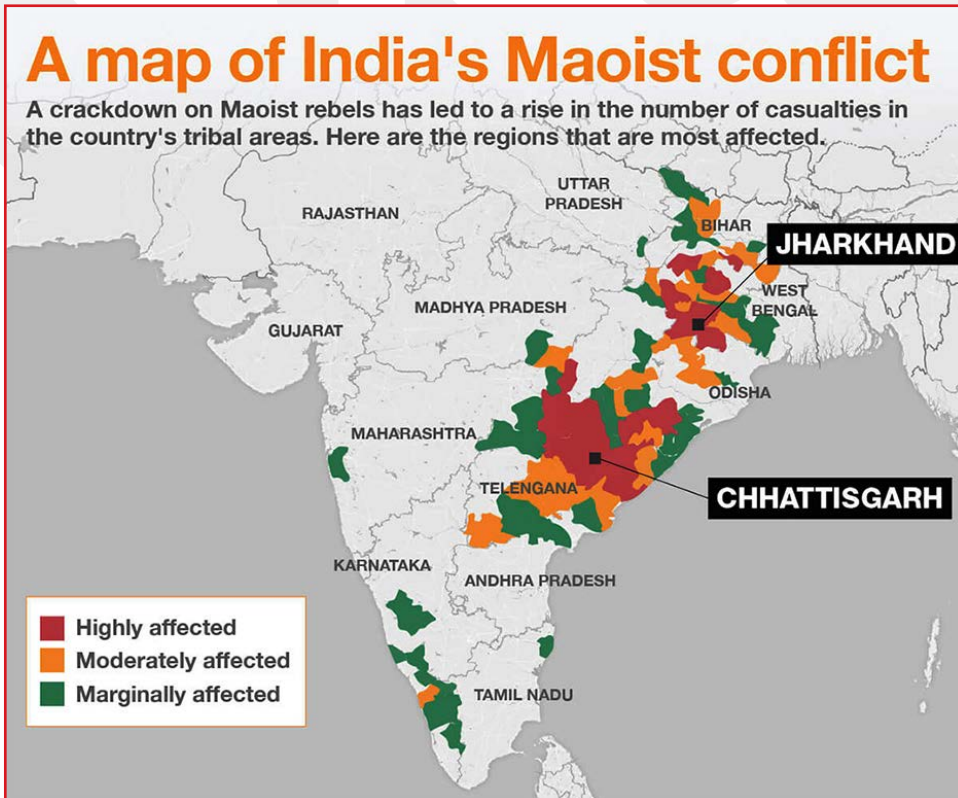 A map of India's Maoist conflict
A crackdown on Maoist rebels has led to a rise in the number of casualties in
the country's tribal areas. Here are the regions that are most affected.
UTTAR
PRADESH
RAJASTHAN
BIHAR
JHARKHAND
WEST
BENGAL
MADHYA PRADESH
GUJARAT
ODISHA
MAHARASHTRA
TELENGANA
CHHATTISGARH
KARNATAKA
ANDHRA PRADESH
Highly affected
Moderately affected
Marginally affected
TAMIL NADU